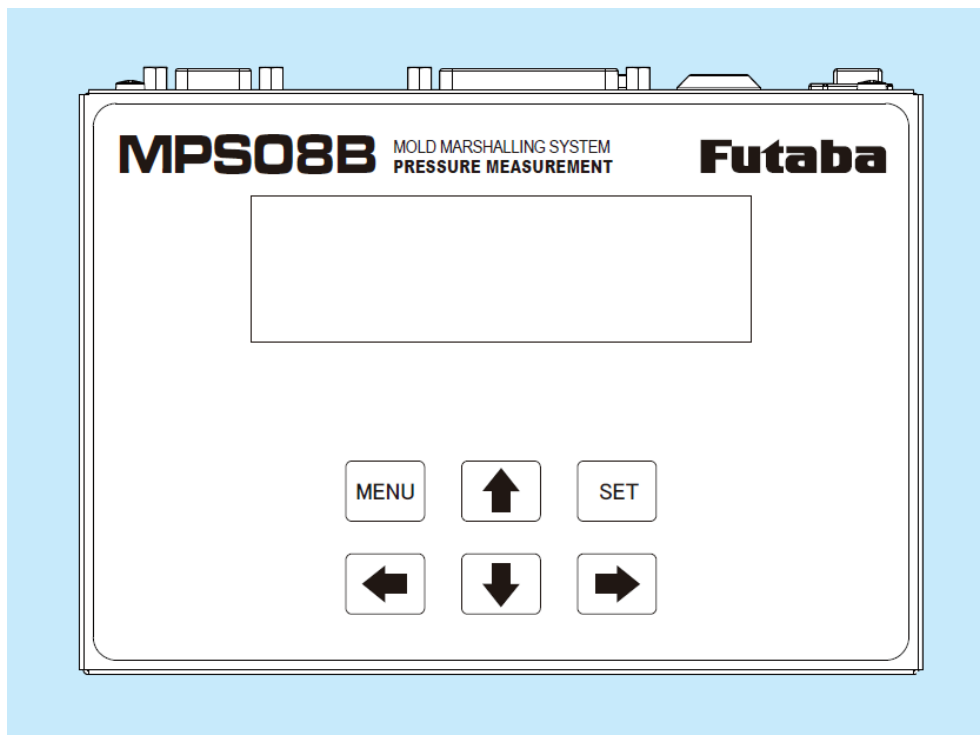 MPS08B
MOLD MARSHALLING SYSTEM
PRESSURE MEASUREMENT
Futaba
MENU
SET